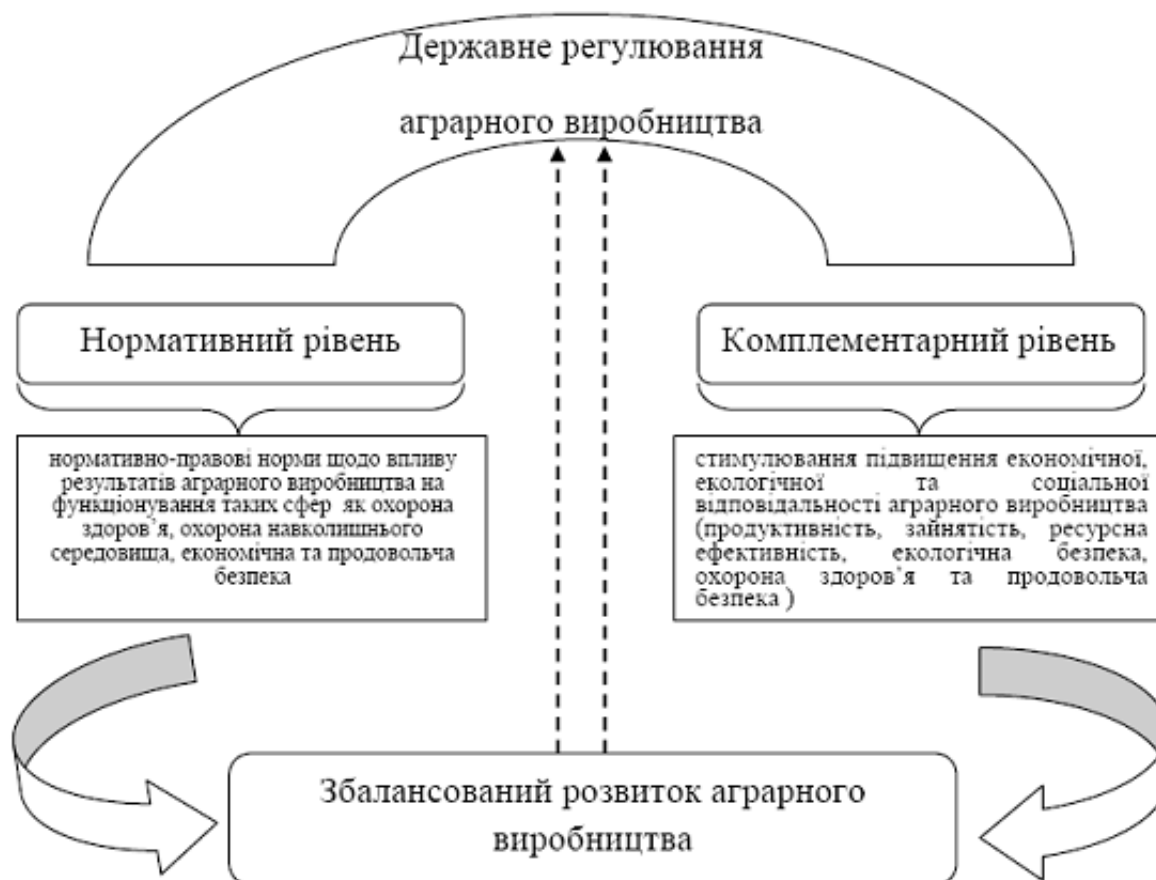 Державне регулювання
аграрного виробництва
Нормативний рівень
Комплементарний рівень
нормативно-правові норми щодо впливу
результатів аграрного виробництва на
функціонування таких сфер як охорона
здоров’я, охорона навколишнього
середовища, економічна та продовольча
безпека
стимулювання підвищення економічної,
екологічної та соціальної
відповідальності аграрного виробництва
(продуктивність, зайнятість, ресурсна
ефективність, екологічна безпека,
охорона здоров’я та продовольча
безпека )
Збалансований розвиток аграрного
виробництва